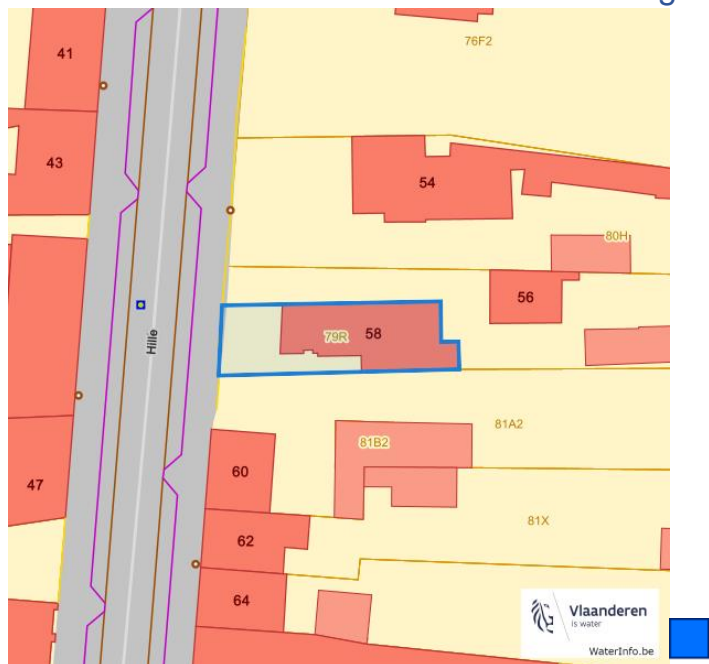 76F2
41
43
54
80H
56
Hille
79R
58
81A2
81B2
60
47
81X
62
64
Vlaanderen
is water
WaterInfo.be